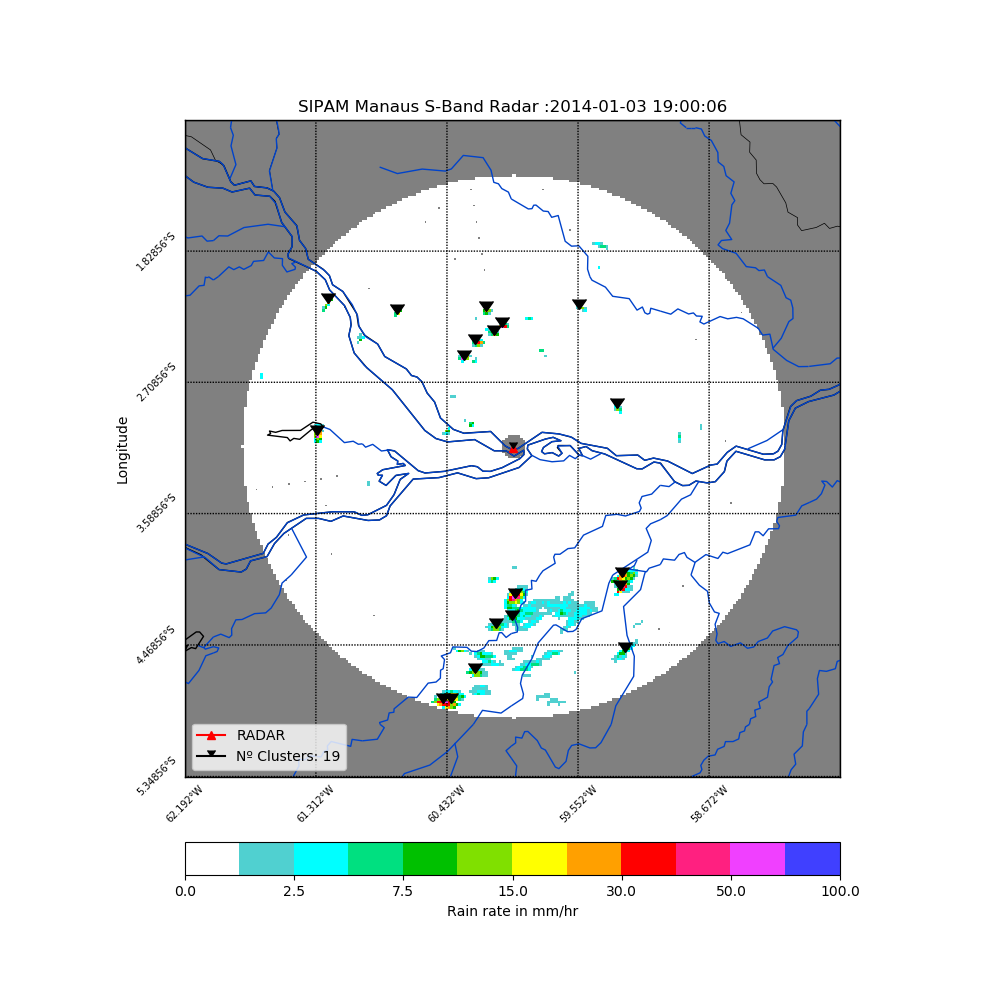 SIPAM Manaus S-Band Radar :2014-01-03 19:00:06
Longitude
1.82856°S
2.70856°S
3.58856°S
4.46856°S
5.34856°S
RADAR
Nº Clusters: 19
62.192°W 61.312°W 60.432°W 59.552°W 58.672°W
0.0 2.5 7.5 15.0 30.0 50.0 100.0
Rain rate in mm/hr